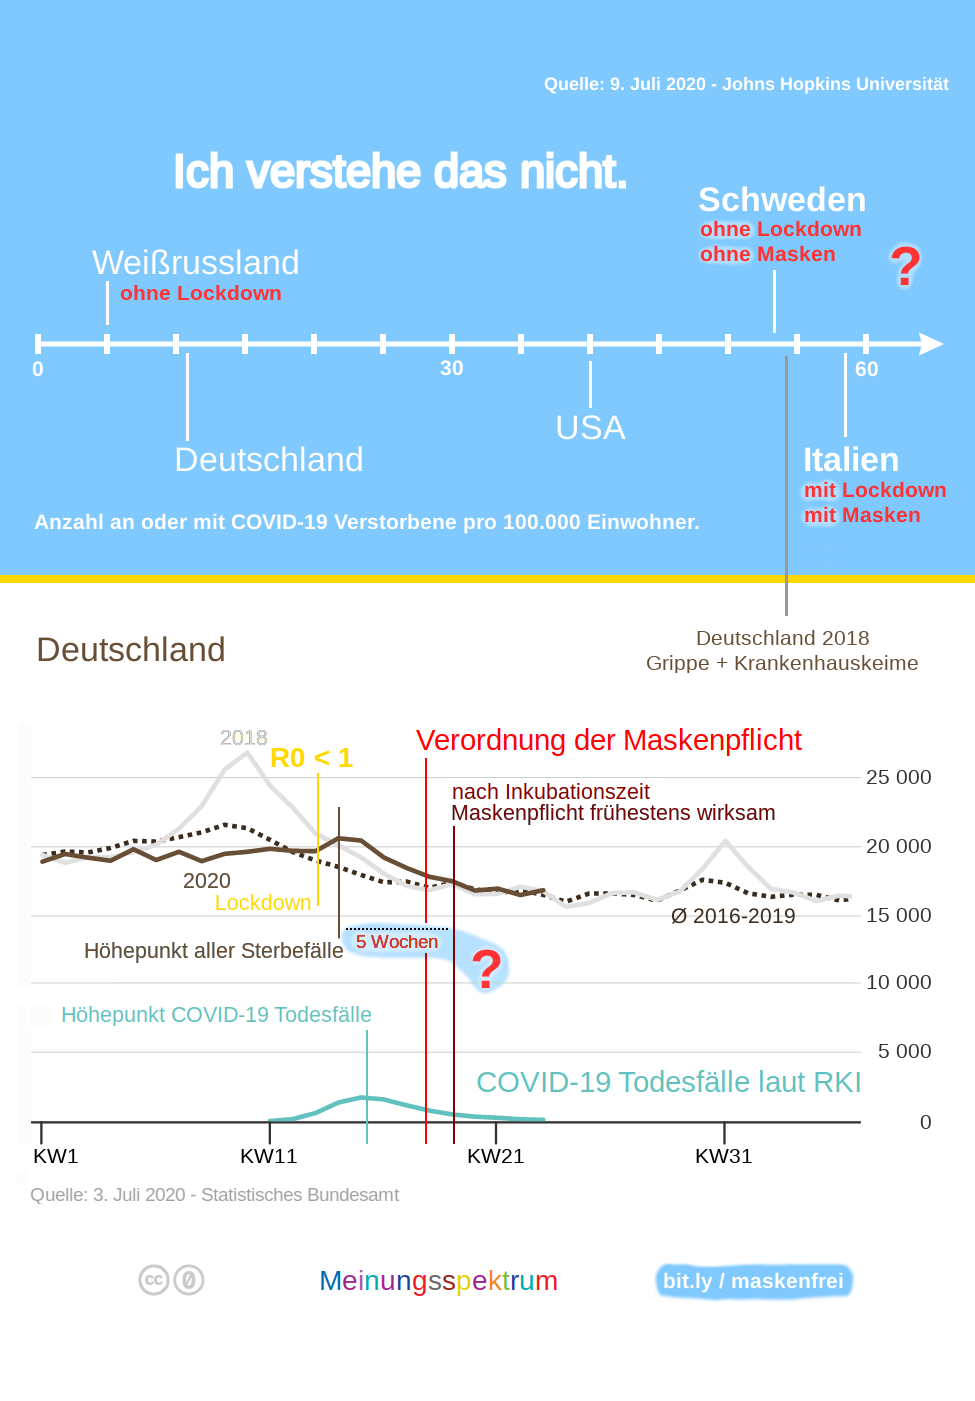 Quelle: 9. Juli 2020 - Johns Hopkins Universität
Ich verstehe das nicht.
Schweden
ohne Lockdown
ohne Masken
?
Weißrussland
ohne Lockdown
0
30
60
USA
Deutschland
Italien
mit Lockdown
mit Masken
Anzahl an oder mit COVID-19 Verstorbene pro 100.000 Einwohner.
Deutschland 2018
Grippe + Krankenhauskeime
Deutschland
2018
R0 < 1
Verordnung der Maskenpflicht
25 000
nach Inkubationszeit
Maskenpflicht frühestens wirksam
20 000
2020
Lockdown
15 000
Ø 2016-2019
Höhepunkt aller Sterbefälle
5 Wochen
?
10 000
Höhepunkt COVID-19 Todesfälle
5 000
COVID-19 Todesfälle laut RKI
0
KW1
KW11
KW21
KW31
Quelle: 3. Juli 2020 - Statistisches Bundesamt
cc 0
Meinungsspektrum
bit.ly / maskenfrei